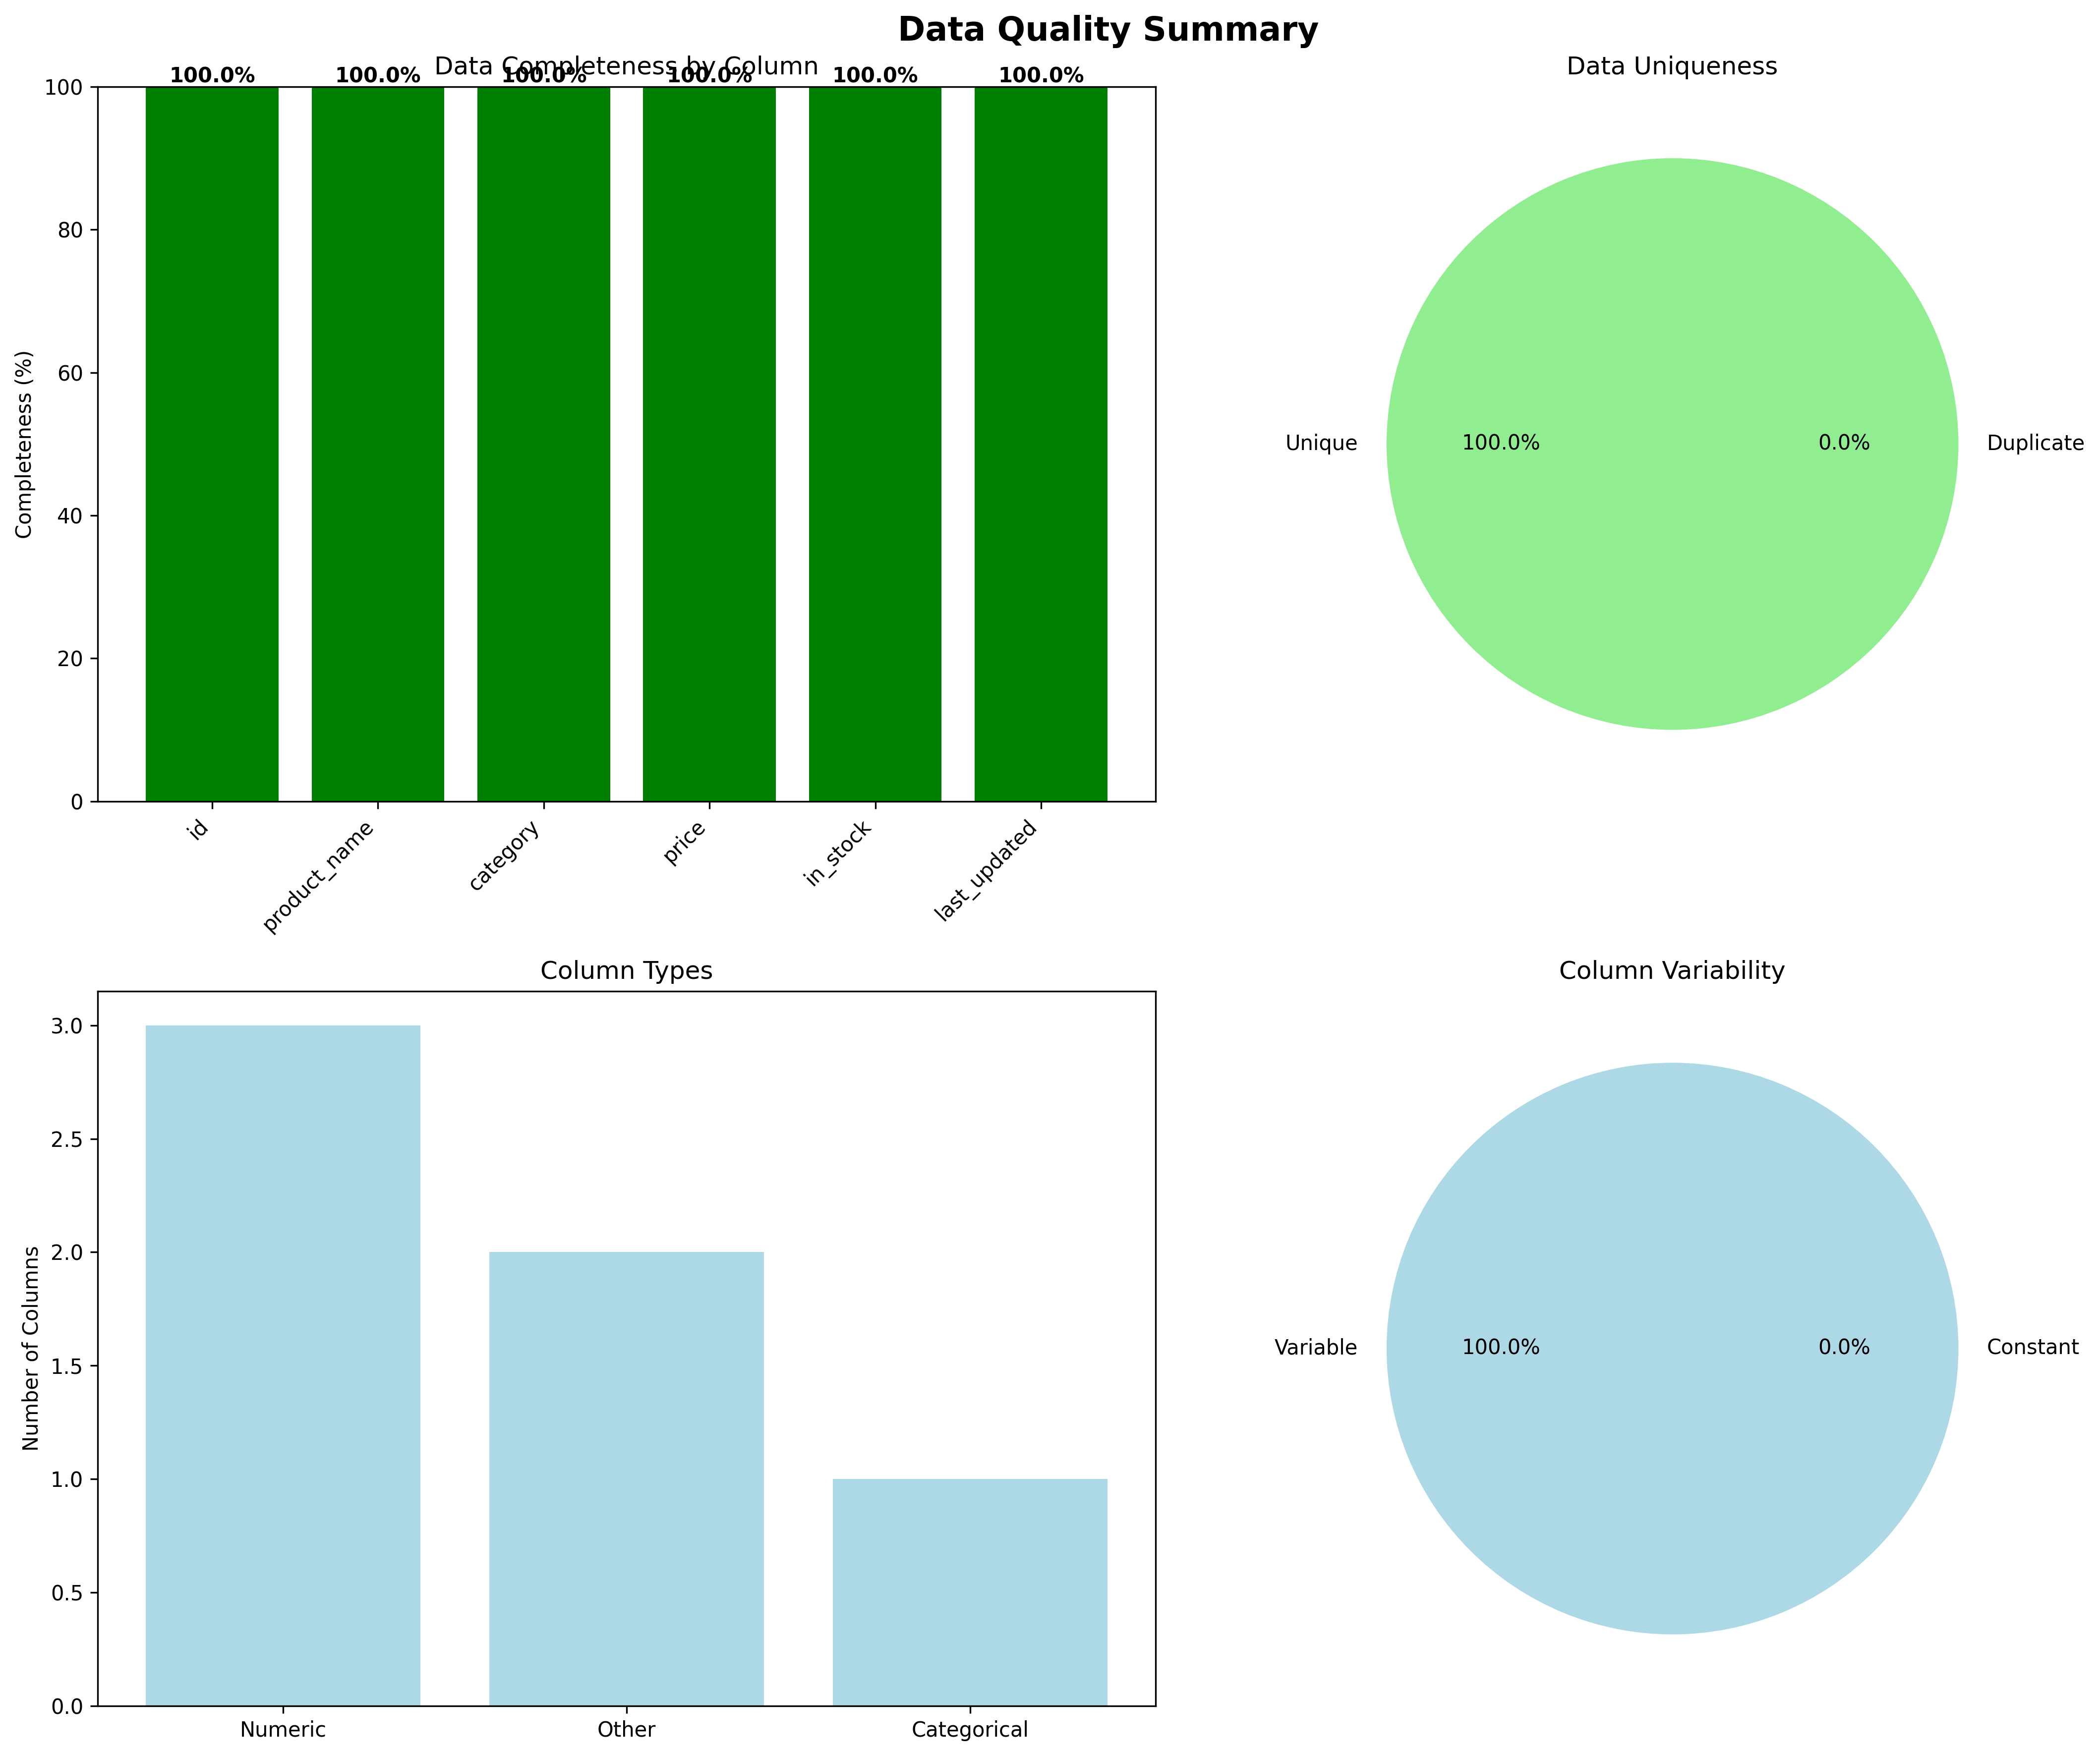 Data Quality Summary
Data Completeness by Column
100.0% 100.0% 100.0% 100.0% 100.0% 100.0%
100
80
60
40
20
0
Completeness (%)
id
product_name
category
price
in_stock
last_updated
Data Uniqueness
Unique
100.0%
0.0%
Duplicate
Column Types
3.0
2.5
2.0
1.5
1.0
0.5
0.0
Number of Columns
Numeric
Other
Categorical
Column Variability
Variable
100.0%
0.0%
Constant